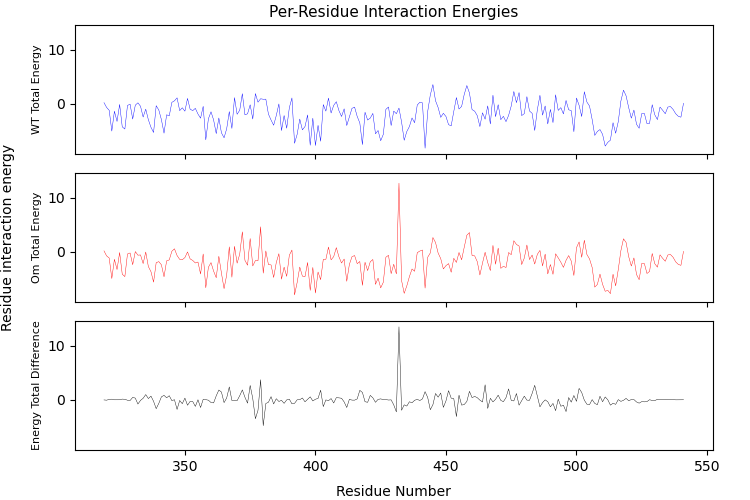 Per-Residue Interaction Energies
Residue interaction energy
WT Total Energy
10
0
Om Total Energy
10
0
Energy Total Difference
10
0
350
400
450
500
550
Residue Number